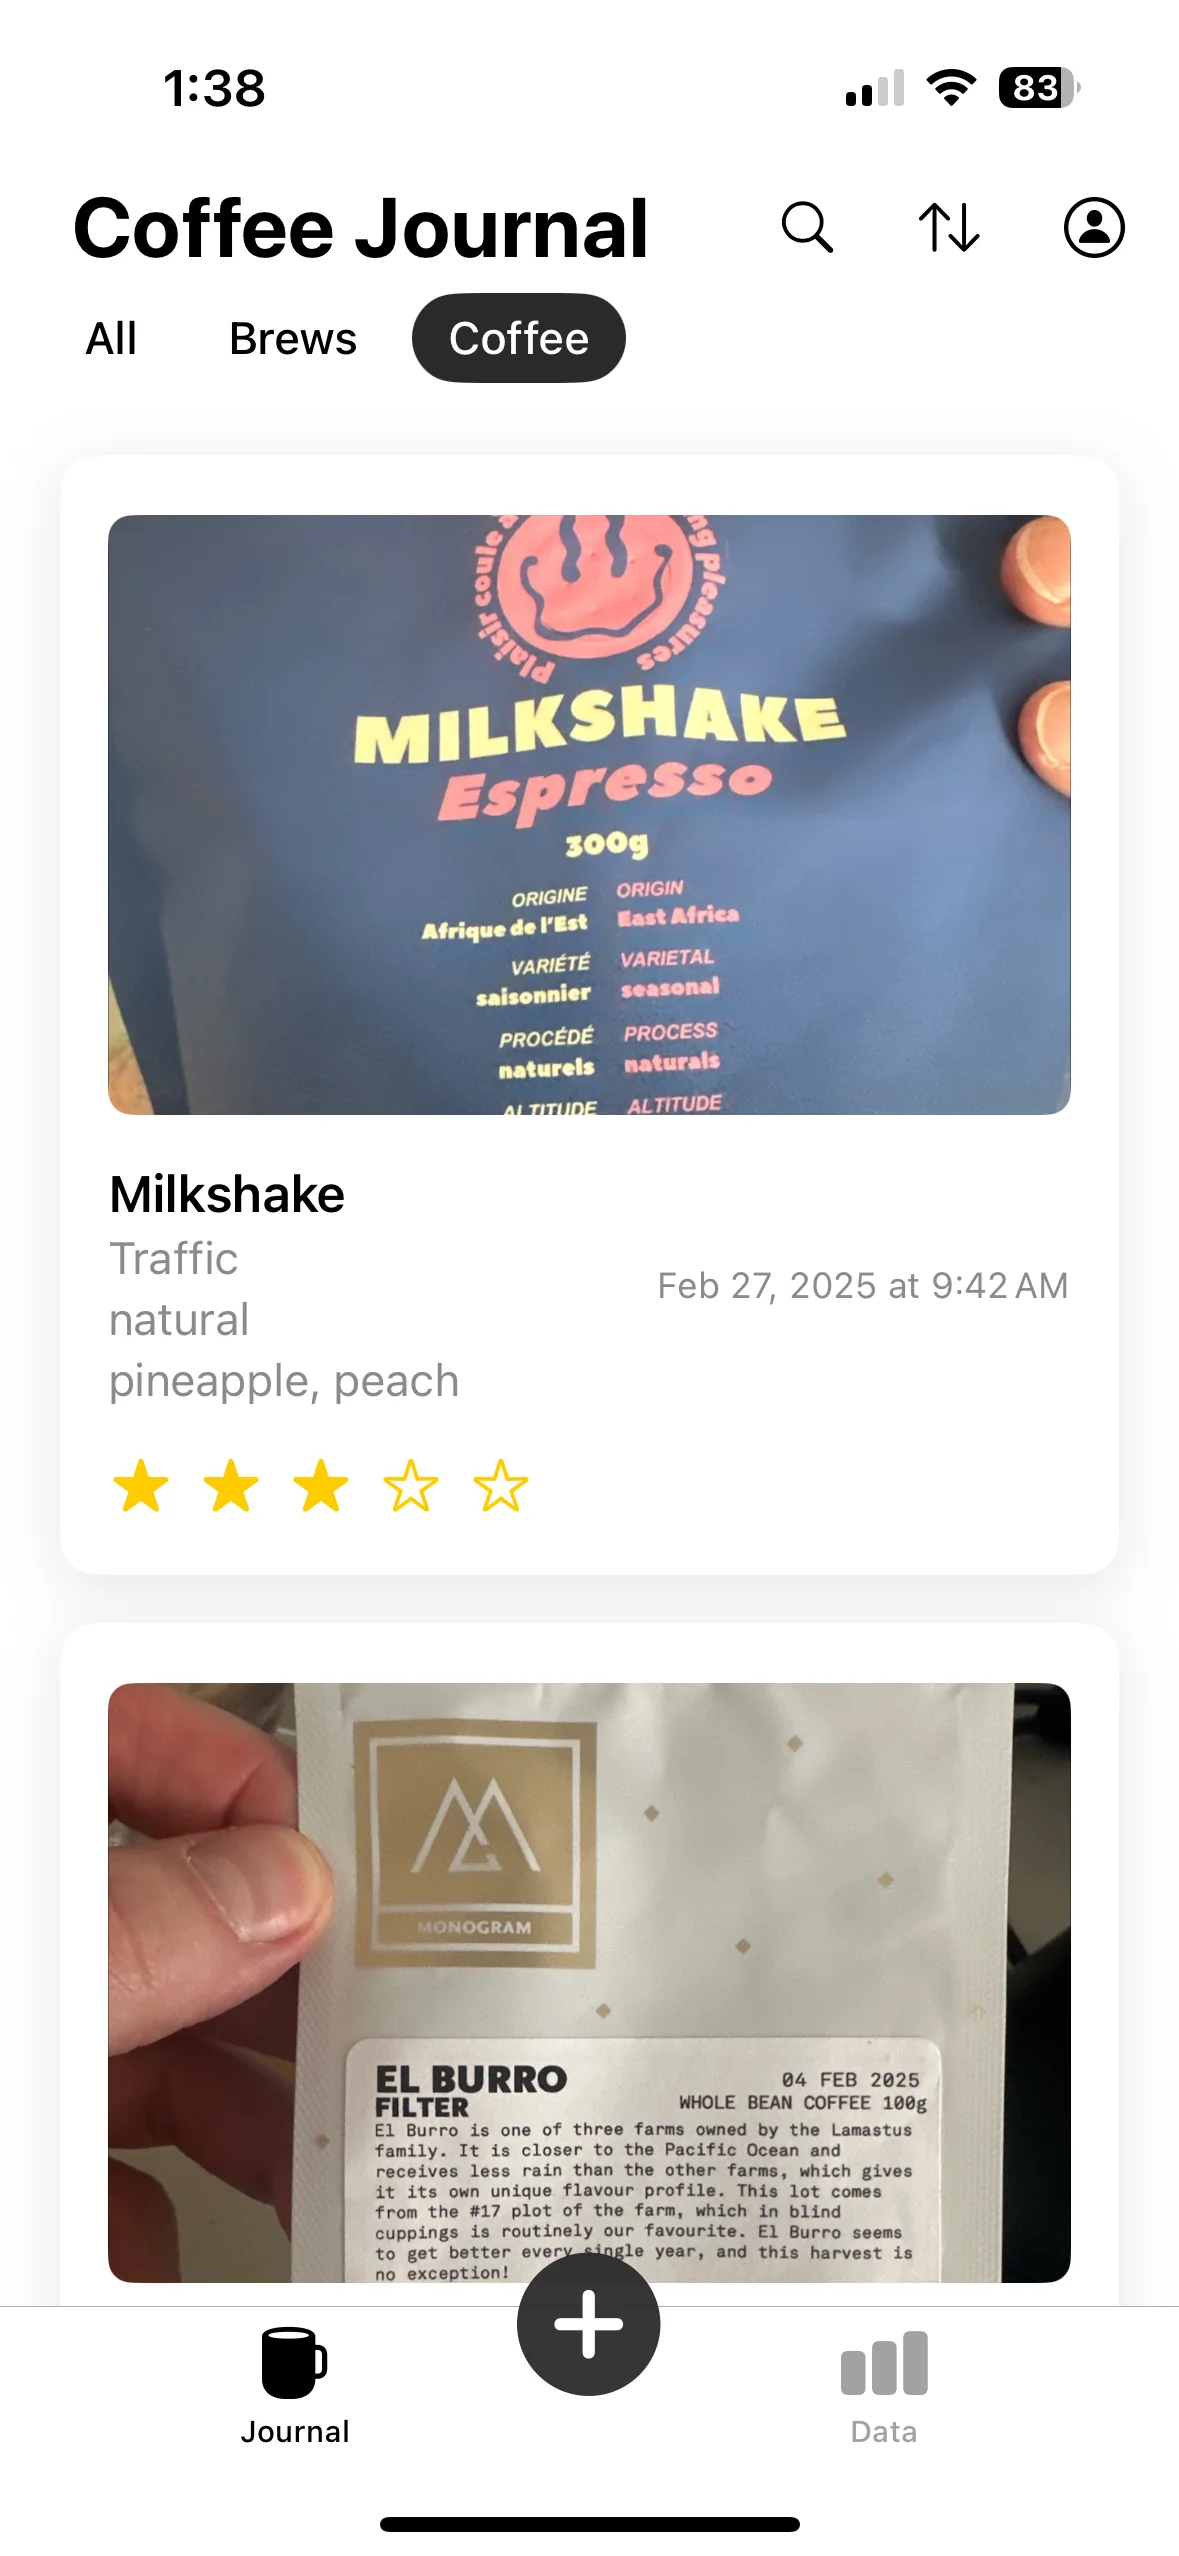 1:38
83
Coffee Journal
All Brews Coffee
Plaisir coule
pleasures
MILKSHAKE
Espresso
300g
ORIGINE ORIGIN
Afrique de l'Est East Africa
VARIÉTÉ VARIETAL
saisonnier seasonal
PROCÉDÉ PROCESS
naturels naturals
ALTITUDE ALTITUDE
Milkshake
Traffic
Feb 27, 2025 at 9:42 AM
natural
pineapple, peach
MONOGRAM
EL BURRO
FILTER
04 FEB 2025
WHOLE BEAN COFFEE 100g
El Burro is one of three farms owned by the Lamastus
family. It is closer to the Pacific Ocean and
receives less rain than the other farms, which gives
it its own unique flavour profile. This lot comes
from the #17 plot of the farm, which in blind
cuppings is routinely our favourite. El Burro seems
to get better every single year, and this harvest is
no exception!
Journal
Data